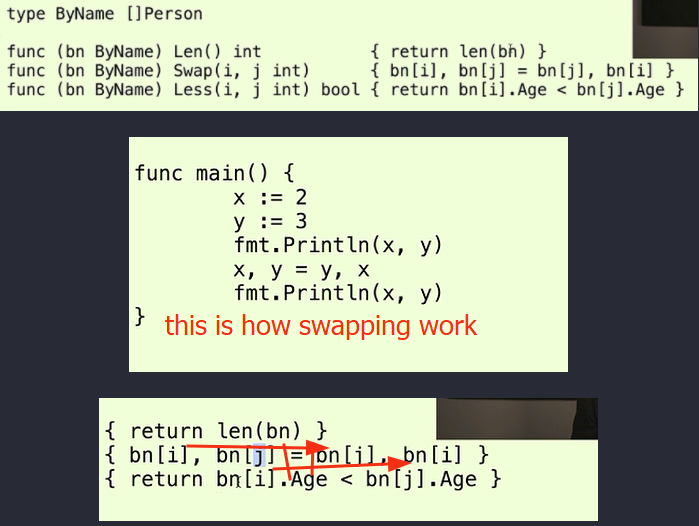 type ByName []Person
func (bn ByName) Len() int { return len(bn) }
func (bn ByName) Swap(i, j int) { bn[i], bn[j] = bn[j], bn[i] }
func (bn ByName) Less(i, j int) bool { return bn[i].Age < bn[j].Age }
func main() {
x := 2
y := 3
fmt.Println(x, y)
x, y = y, x
fmt.Println(x, y)
}
this is how swapping work
{ return len(bn) }
{ bn[i], bn[j] = bn[j], bn[i] }
{ return bn[i].Age < bn[j].Age }